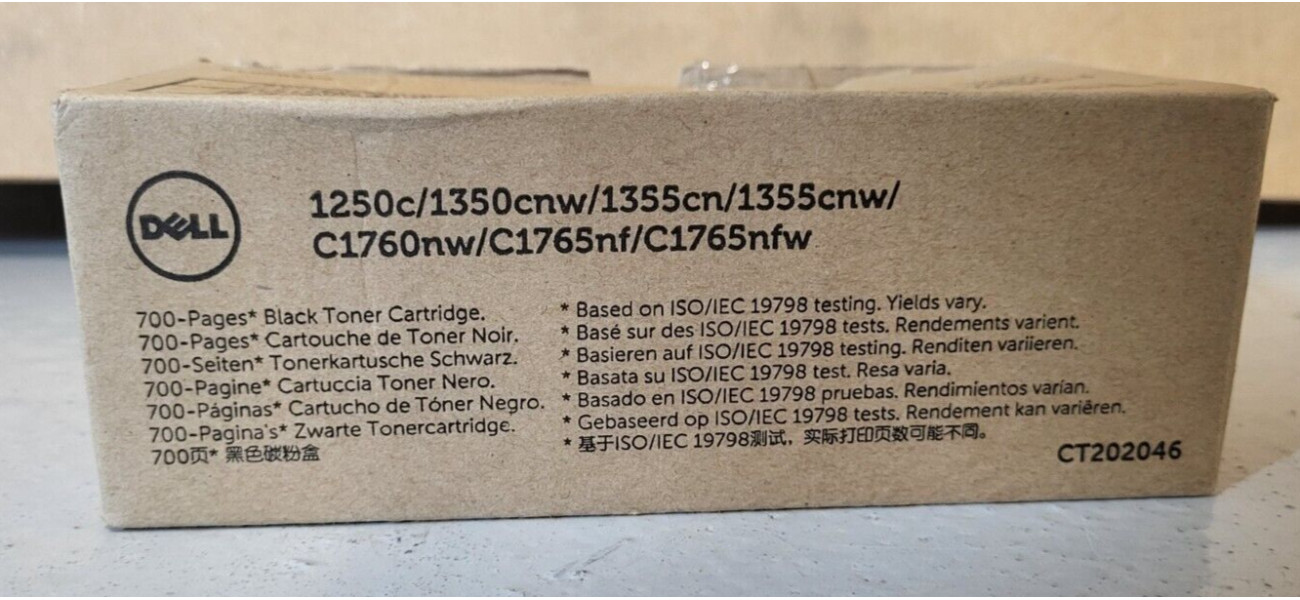 DELL
1250c/1350cnw/1355cn/1355cnw/
C1760nw/C1765nf/C1765nfw
700-Pages* Black Toner Cartridge.
700-Pages* Cartouche de Toner Noir.
700-Seiten* Tonerkartusche Schwarz.
700-Pagine* Cartuccia Toner Nero.
700-Páginas* Cartucho de Tóner Negro.
700-Pagina's* Zwarte Tonercartridge.
700页* 黑色碳粉盒
* Based on ISO/IEC 19798 testing. Yields vary.
* Basé sur des ISO/IEC 19798 tests. Rendements varient.
* Basieren auf ISO/IEC 19798 testing. Renditen variieren.
* Basata su ISO/IEC 19798 test. Resa varia.
* Basado en ISO/IEC 19798 pruebas. Rendimientos varían.
* Gebaseerd op ISO/IEC 19798 tests. Rendement kan variëren.
* 基于ISO/IEC 19798测试，实际打印页数可能不同。
CT202046